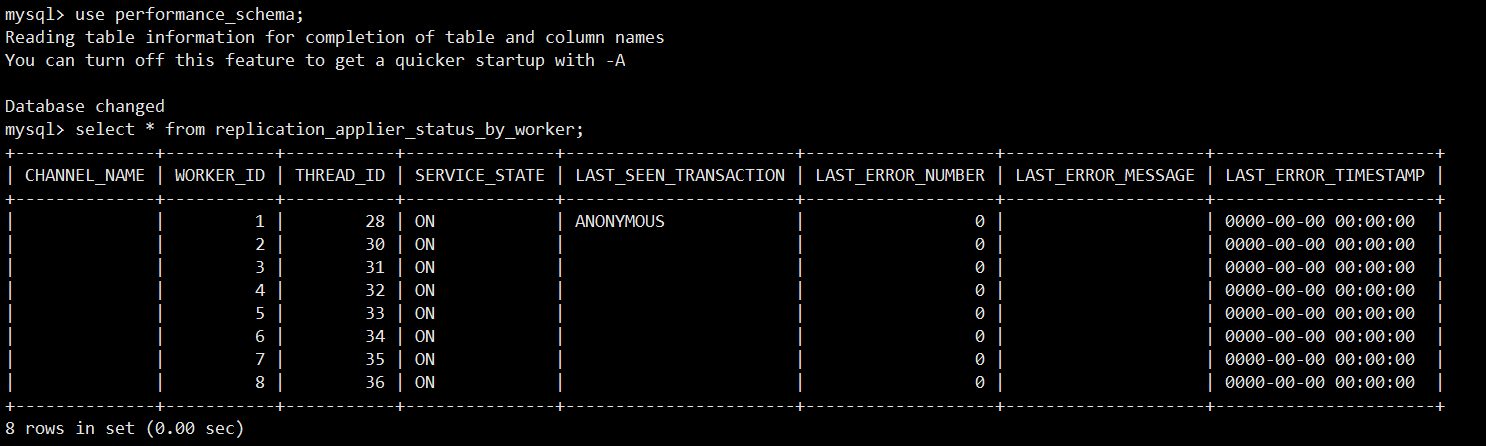 mysql> use performance_schema;
Reading table information for completion of table and column names
You can turn off this feature to get a quicker startup with -A

Database changed
mysql> select * from replication_applier_status_by_worker;
+--------------+-----------+-----------+---------------+-----------------------+-------------------+--------------------+----------------------+
| CHANNEL_NAME | WORKER_ID | THREAD_ID | SERVICE_STATE | LAST_SEEN_TRANSACTION | LAST_ERROR_NUMBER | LAST_ERROR_MESSAGE | LAST_ERROR_TIMESTAMP |
+--------------+-----------+-----------+---------------+-----------------------+-------------------+--------------------+----------------------+
|              |         1 |        28 | ON            | ANONYMOUS             |                 0 |                    | 0000-00-00 00:00:00  |
|              |         2 |        30 | ON            |                       |                 0 |                    | 0000-00-00 00:00:00  |
|              |         3 |        31 | ON            |                       |                 0 |                    | 0000-00-00 00:00:00  |
|              |         4 |        32 | ON            |                       |                 0 |                    | 0000-00-00 00:00:00  |
|              |         5 |        33 | ON            |                       |                 0 |                    | 0000-00-00 00:00:00  |
|              |         6 |        34 | ON            |                       |                 0 |                    | 0000-00-00 00:00:00  |
|              |         7 |        35 | ON            |                       |                 0 |                    | 0000-00-00 00:00:00  |
|              |         8 |        36 | ON            |                       |                 0 |                    | 0000-00-00 00:00:00  |
+--------------+-----------+-----------+---------------+-----------------------+-------------------+--------------------+----------------------+
8 rows in set (0.00 sec)